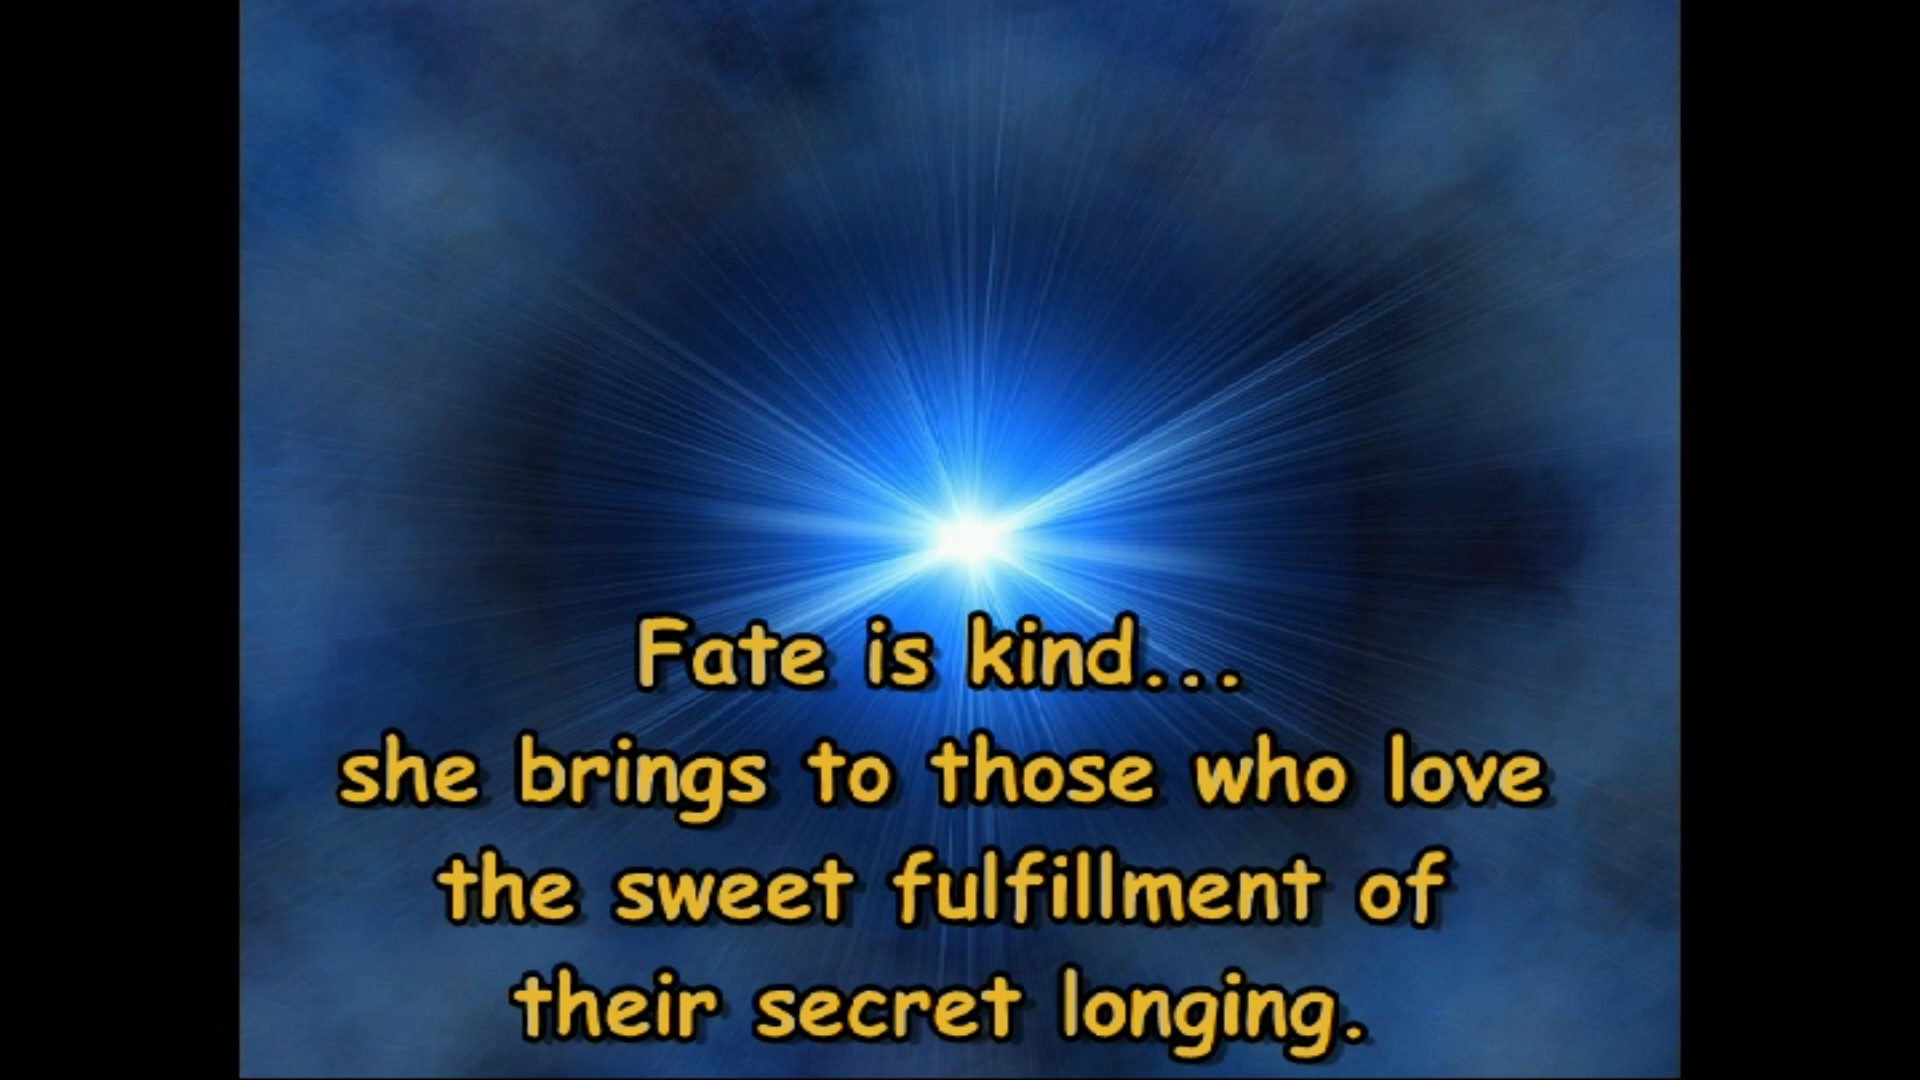 Fate is kind...
she brings to those who love
the sweet fulfillment of
their secret longing.